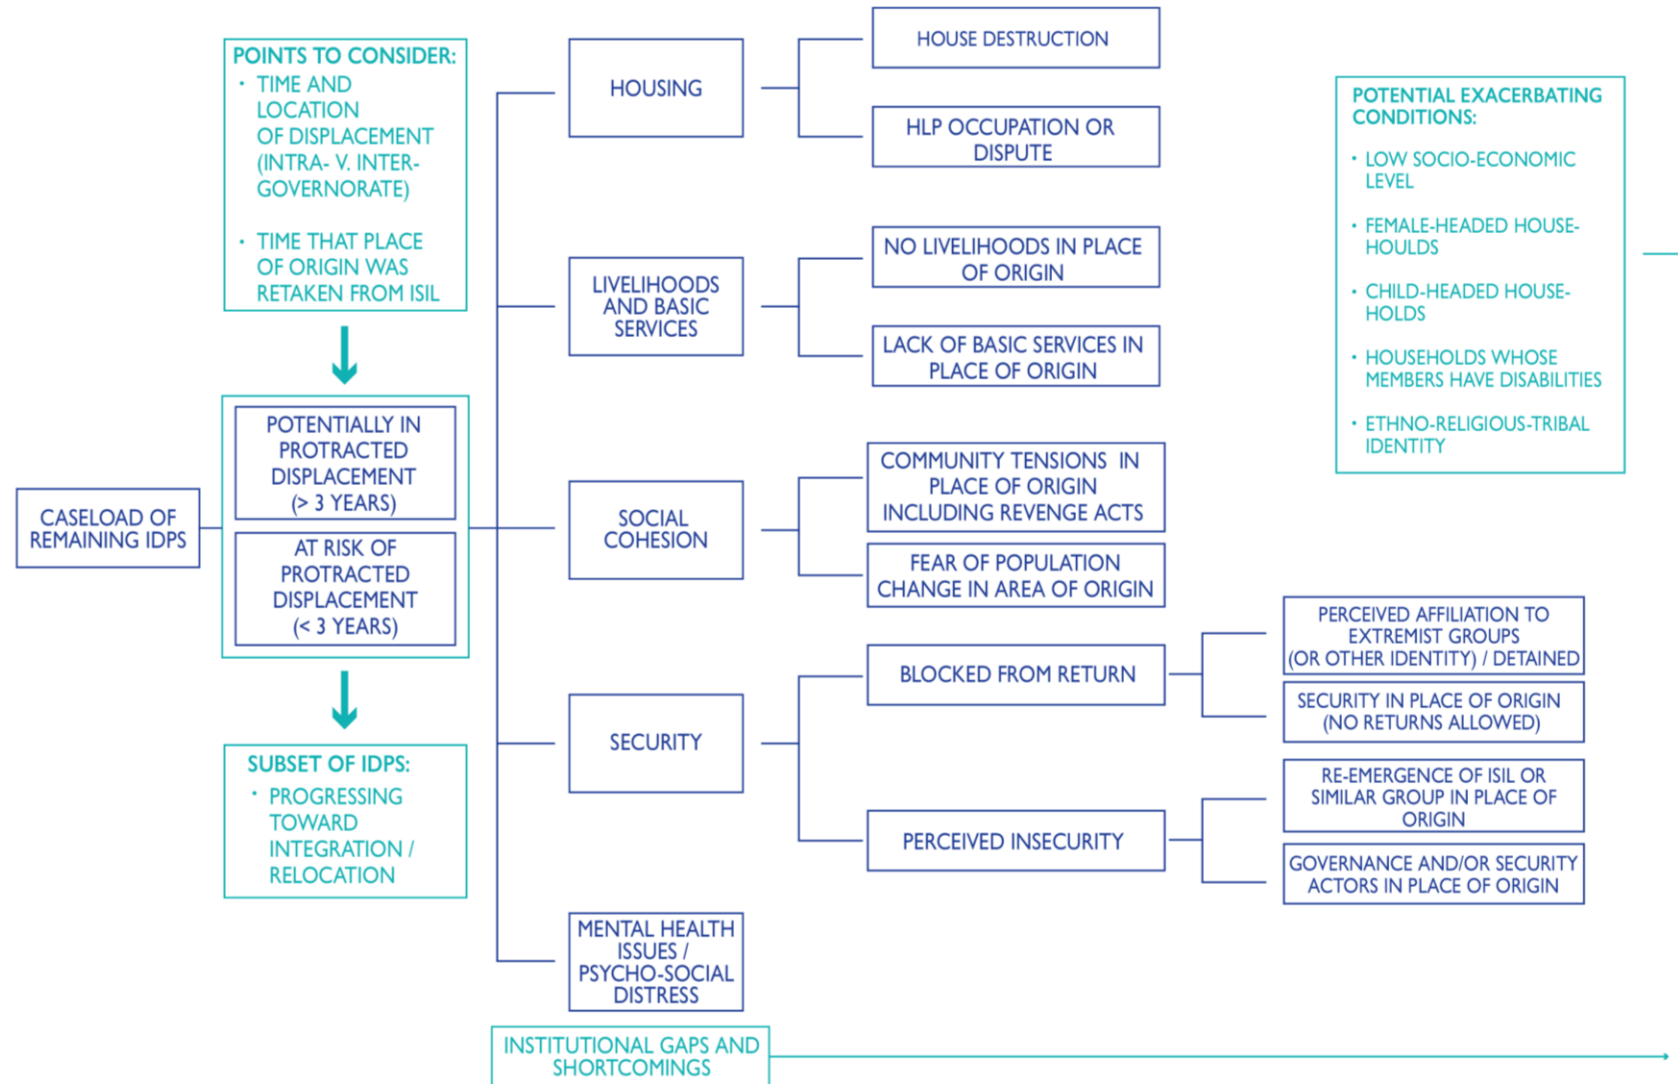 POINTS TO CONSIDER:
· TIME AND
LOCATION
OF DISPLACEMENT
(INTRA- V. INTER-
GOVERNORATE)
· TIME THAT PLACE
OF ORIGIN WAS
RETAKEN FROM ISIL
CASELOAD OF
REMAINING IDPS
POTENTIALLY IN
PROTRACTED
DISPLACEMENT
(> 3 YEARS)
AT RISK OF
PROTRACTED
DISPLACEMENT
(< 3 YEARS)
SUBSET OF IDPS:
· PROGRESSING
TOWARD
INTEGRATION /
RELOCATION
HOUSING
HOUSE DESTRUCTION
HLP OCCUPATION OR
DISPUTE
LIVELIHOODS
AND BASIC
SERVICES
NO LIVELIHOODS IN PLACE
OF ORIGIN
LACK OF BASIC SERVICES IN
PLACE OF ORIGIN
SOCIAL
COHESION
COMMUNITY TENSIONS IN
PLACE OF ORIGIN
INCLUDING REVENGE ACTS
FEAR OF POPULATION
CHANGE IN AREA OF ORIGIN
SECURITY
BLOCKED FROM RETURN
PERCEIVED AFFILIATION TO
EXTREMIST GROUPS
(OR OTHER IDENTITY) / DETAINED
SECURITY IN PLACE OF ORIGIN
(NO RETURNS ALLOWED)
PERCEIVED INSECURITY
RE-EMERGENCE OF ISIL OR
SIMILAR GROUP IN PLACE OF
ORIGIN
GOVERNANCE AND/OR SECURITY
ACTORS IN PLACE OF ORIGIN
MENTAL HEALTH
ISSUES /
PSYCHO-SOCIAL
DISTRESS
INSTITUTIONAL GAPS AND
SHORTCOMINGS
POTENTIAL EXACERBATING
CONDITIONS:
· LOW SOCIO-ECONOMIC
LEVEL
· FEMALE-HEADED HOUSE-
HOULDS
· CHILD-HEADED HOUSE-
HOLDS
· HOUSEHOLDS WHOSE
MEMBERS HAVE DISABILITIES
· ETHNO-RELIGIOUS-TRIBAL
IDENTITY